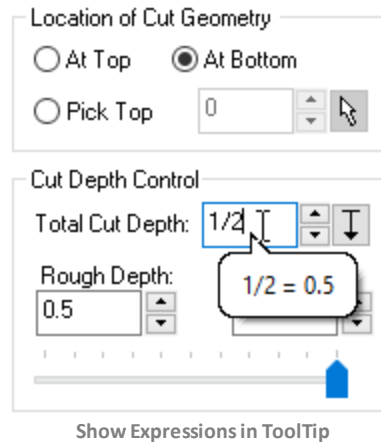 Location of Cut Geometry
At Top At Bottom
Pick Top 0
Cut Depth Control
Total Cut Depth: 1/2
1/2 = 0.5
Rough Depth:
0.5
Show Expressions in ToolTip